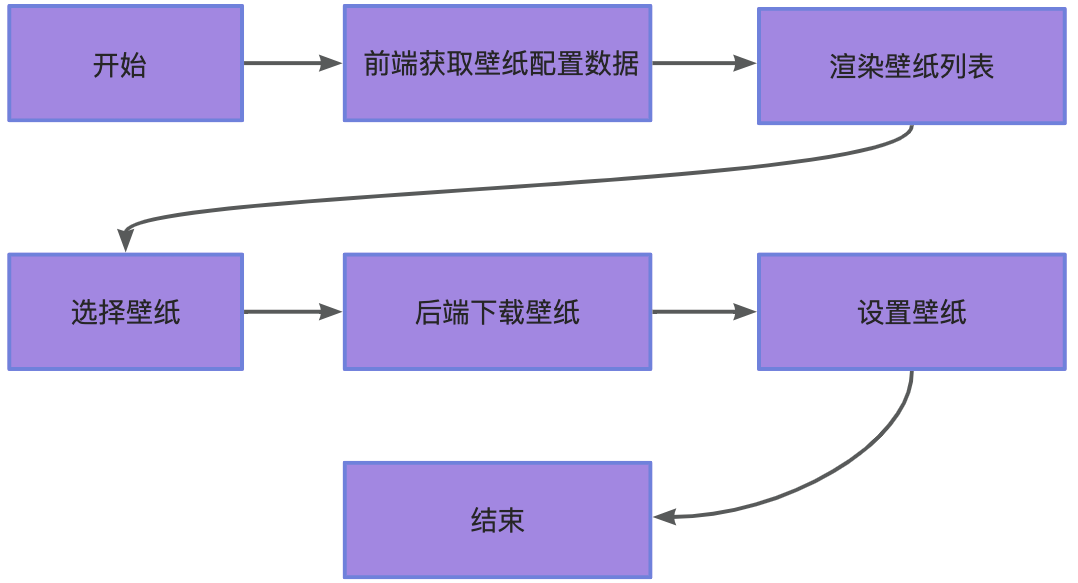 开始
前端获取壁纸配置数据
渲染壁纸列表
选择壁纸
后端下载壁纸
设置壁纸
结束